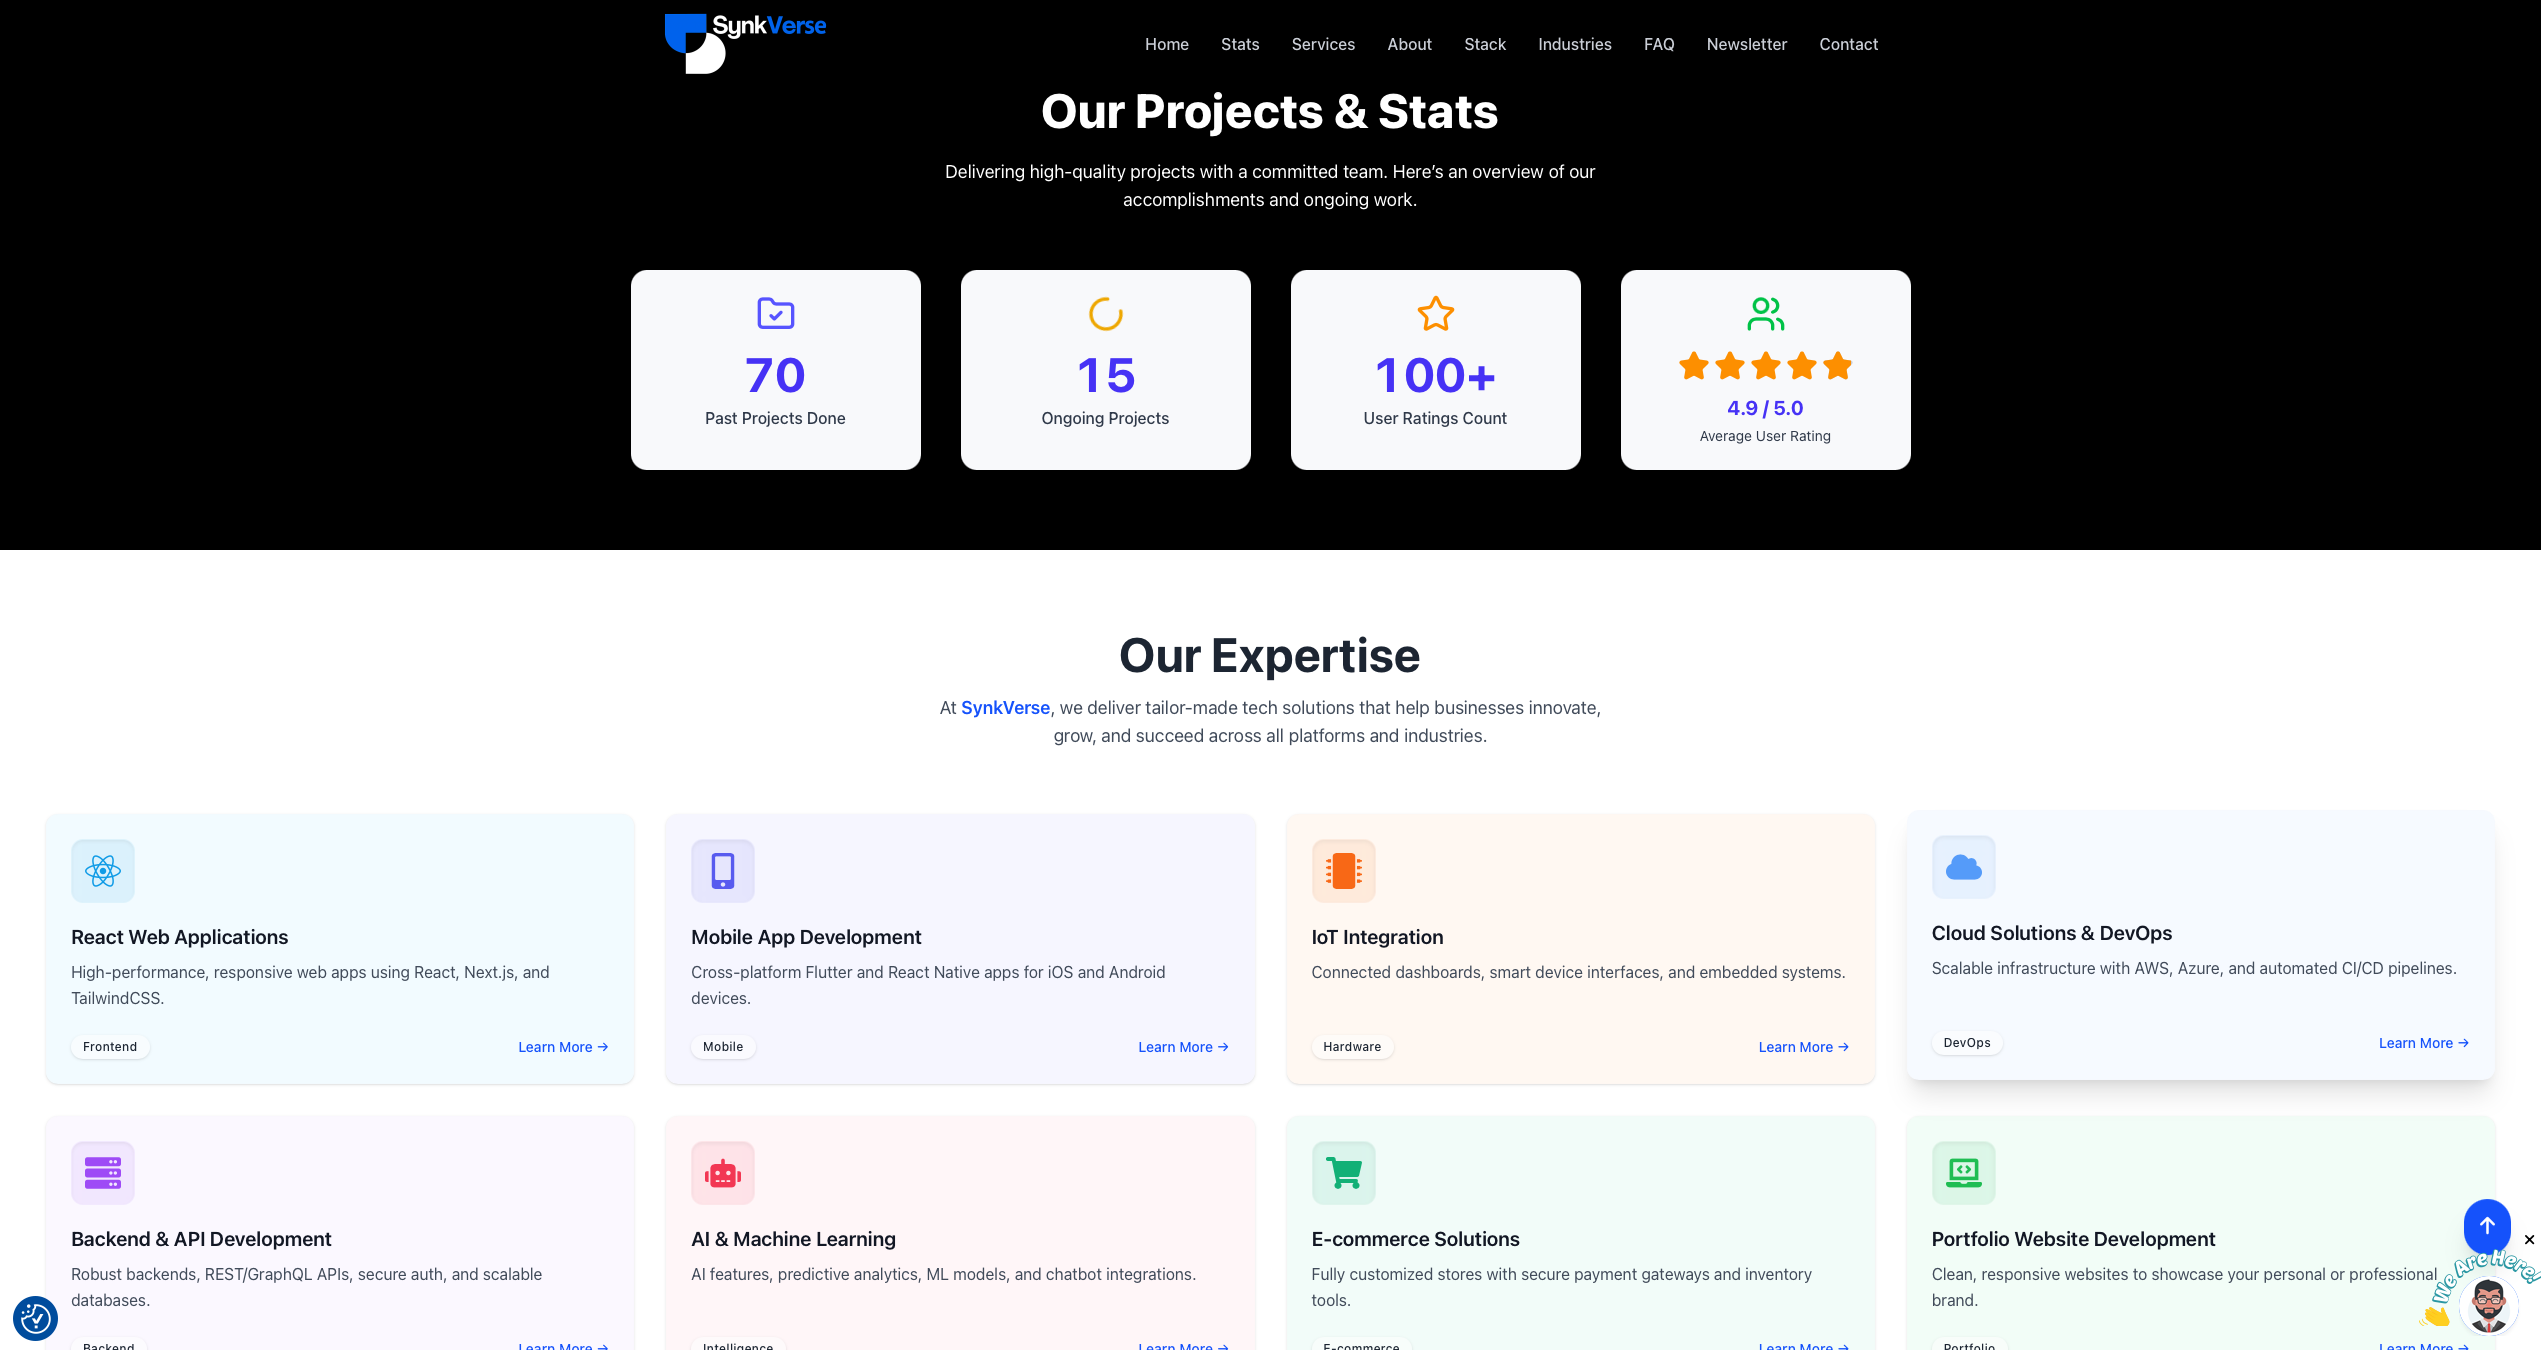 SynkVerse
Home Stats Services About Stack Industries FAQ Newsletter Contact
Our Projects & Stats
Delivering high-quality projects with a committed team. Here’s an overview of our
accomplishments and ongoing work.
70
Past Projects Done
15
Ongoing Projects
100+
User Ratings Count
4.9 / 5.0
Average User Rating
Our Expertise
At SynkVerse, we deliver tailor-made tech solutions that help businesses innovate,
grow, and succeed across all platforms and industries.
React Web Applications
High-performance, responsive web apps using React, Next.js, and
TailwindCSS.
Frontend
Learn More →
Mobile App Development
Cross-platform Flutter and React Native apps for iOS and Android
devices.
Mobile
Learn More →
IoT Integration
Connected dashboards, smart device interfaces, and embedded systems.
Hardware
Learn More →
Cloud Solutions & DevOps
Scalable infrastructure with AWS, Azure, and automated CI/CD pipelines.
DevOps
Learn More →
Backend & API Development
Robust backends, REST/GraphQL APIs, secure auth, and scalable
databases.
Backend
Learn More →
AI & Machine Learning
AI features, predictive analytics, ML models, and chatbot integrations.
Intelligence
Learn More →
E-commerce Solutions
Fully customized stores with secure payment gateways and inventory
tools.
E-commerce
Learn More →
Portfolio Website Development
Clean, responsive websites to showcase your personal or professional
brand.
Portfolio
Learn More →
We Are Here!